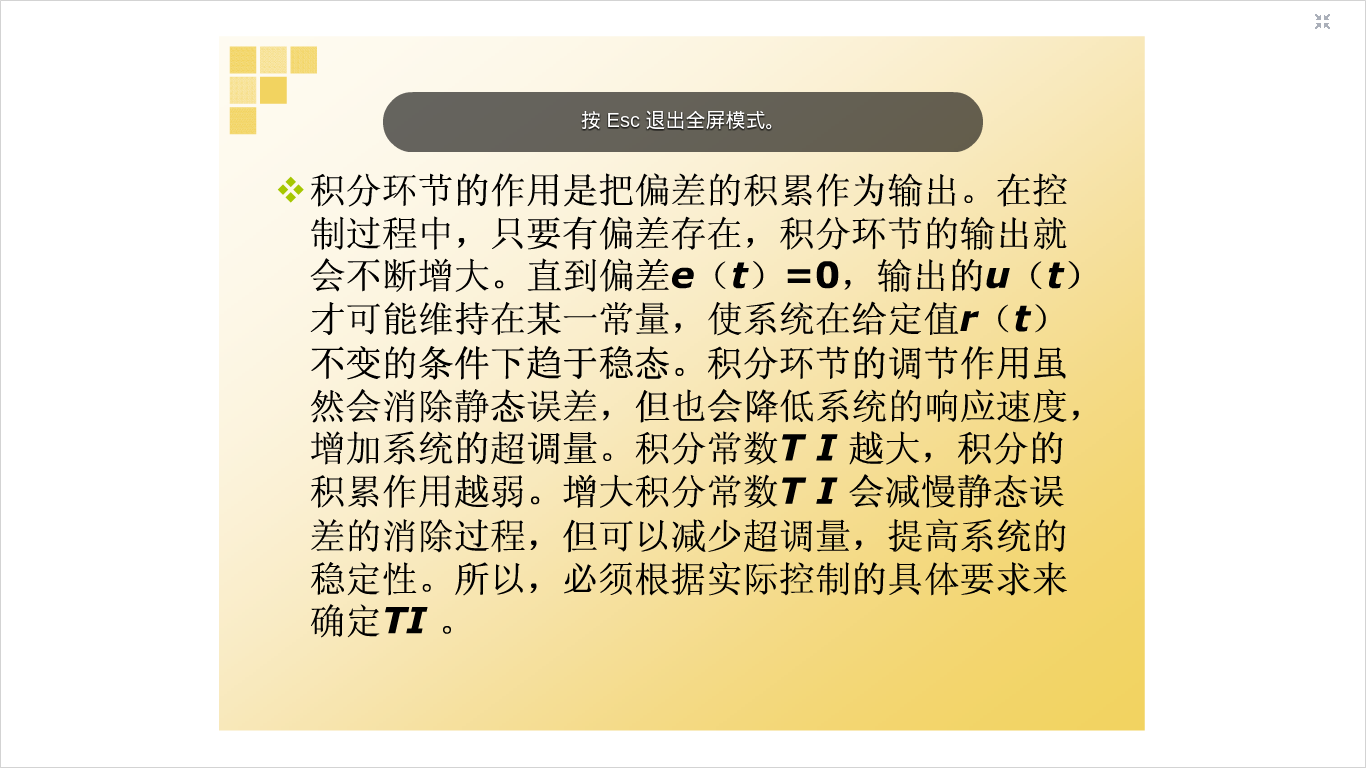 按 Esc 退出全屏模式。
积分环节的作用是把偏差的积累作为输出。在控
制过程中，只要有偏差存在，积分环节的输出就
会不断增大。直到偏差e（t）=0，输出的u（t）
才可能维持在某一常量，使系统在给定值r（t）
不变的条件下趋于稳态。积分环节的调节作用虽
然会消除静态误差，但也会降低系统的响应速度，
增加系统的超调量。积分常数T I 越大，积分的
积累作用越弱。增大积分常数T I 会减慢静态误
差的消除过程，但可以减少超调量，提高系统的
稳定性。所以，必须根据实际控制的具体要求来
确定TI 。